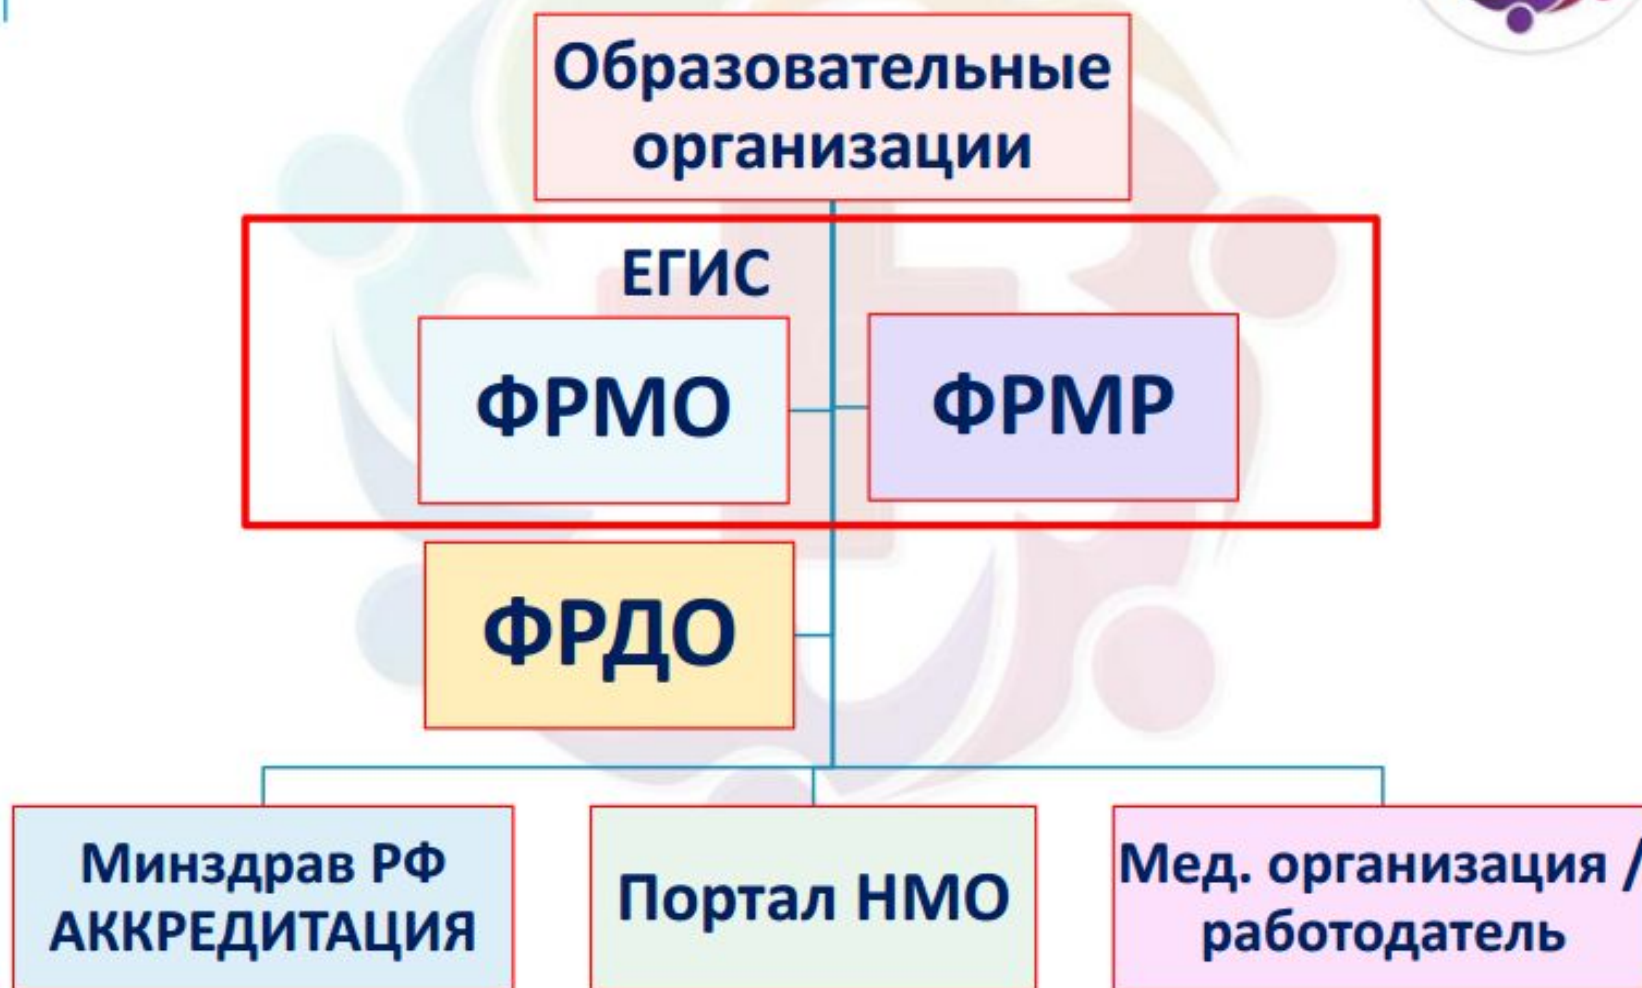 Образовательные
организации
ЕГИС
ФРМО
ФРМР
ФРДО
Минздрав РФ
АККРЕДИТАЦИЯ
Портал НМО
Мед. организация /
работодатель